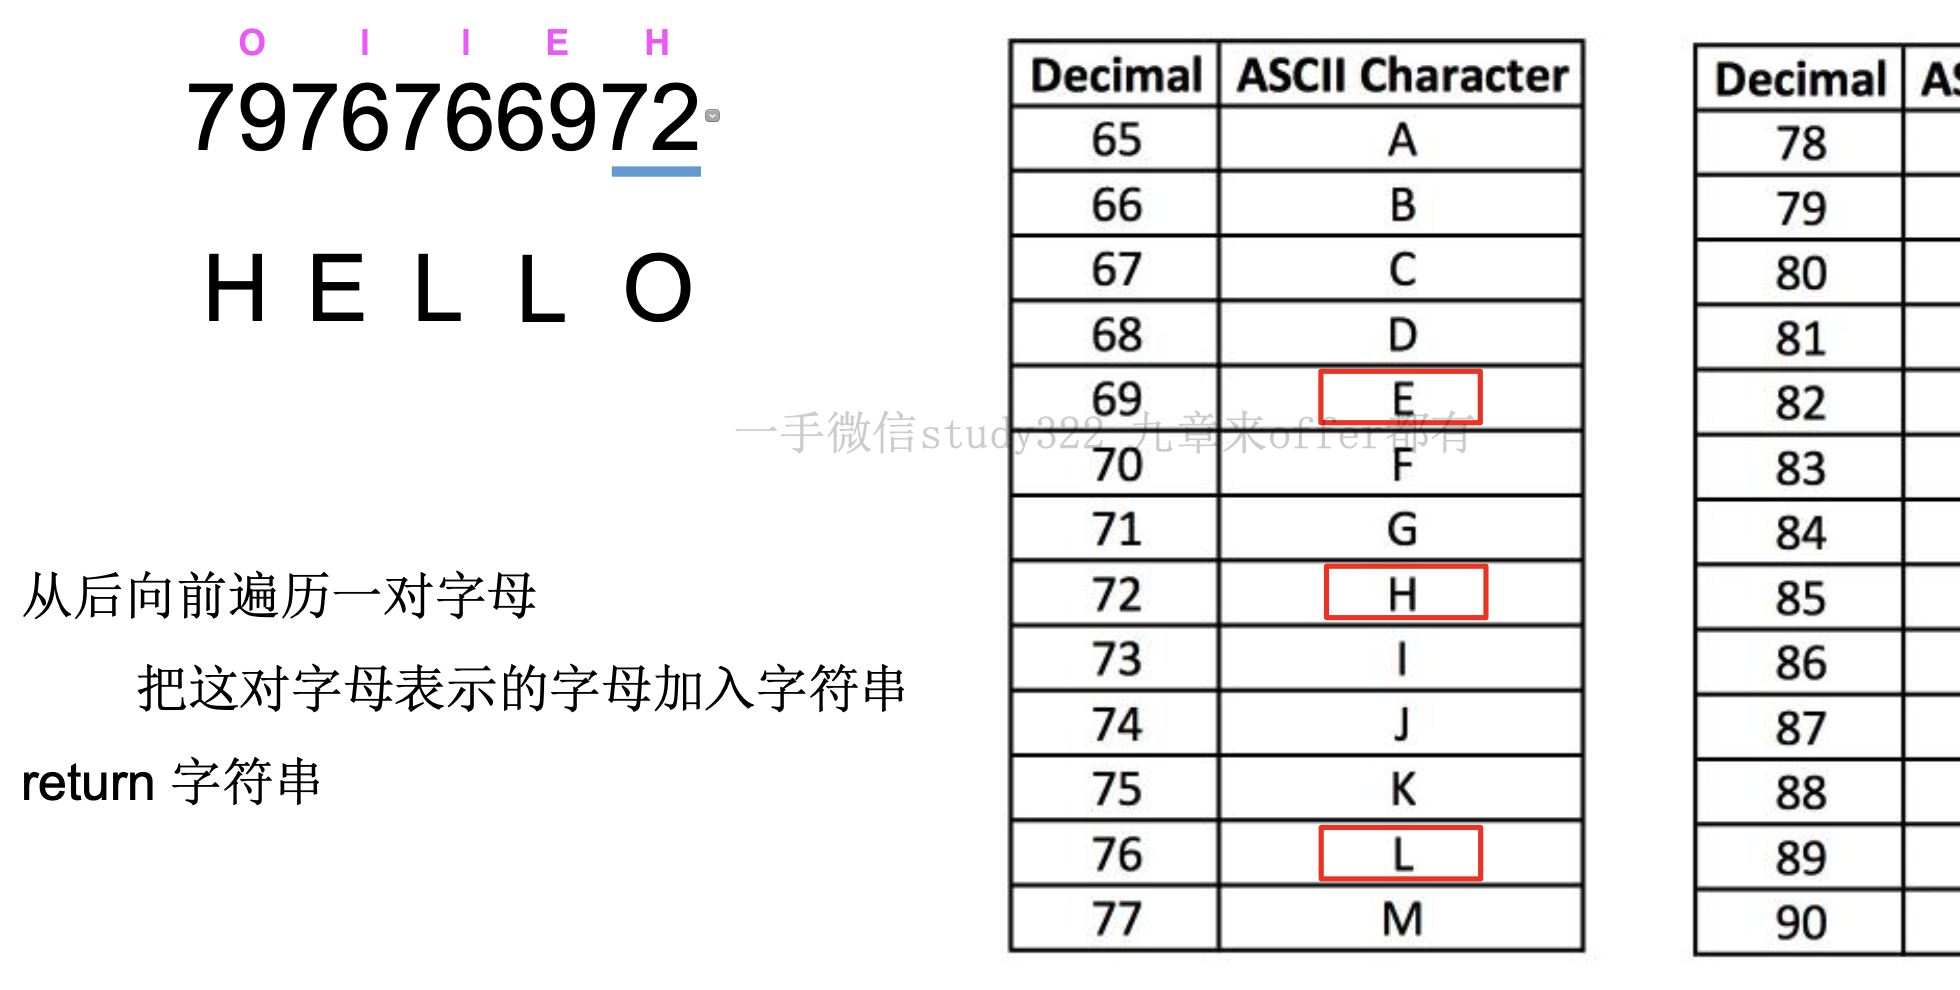 O I I E H
7976766972
H E L L O
从后向前遍历一对字母
把这对字母表示的字母加入字符串
return 字符串
一手微信study322 九章来offer都有
Decimal ASCII Character
65 A
66 B
67 C
68 D
69 E
70 F
71 G
72 H
73 I
74 J
75 K
76 L
77 M
Decimal AS
78
79
80
81
82
83
84
85
86
87
88
89
90